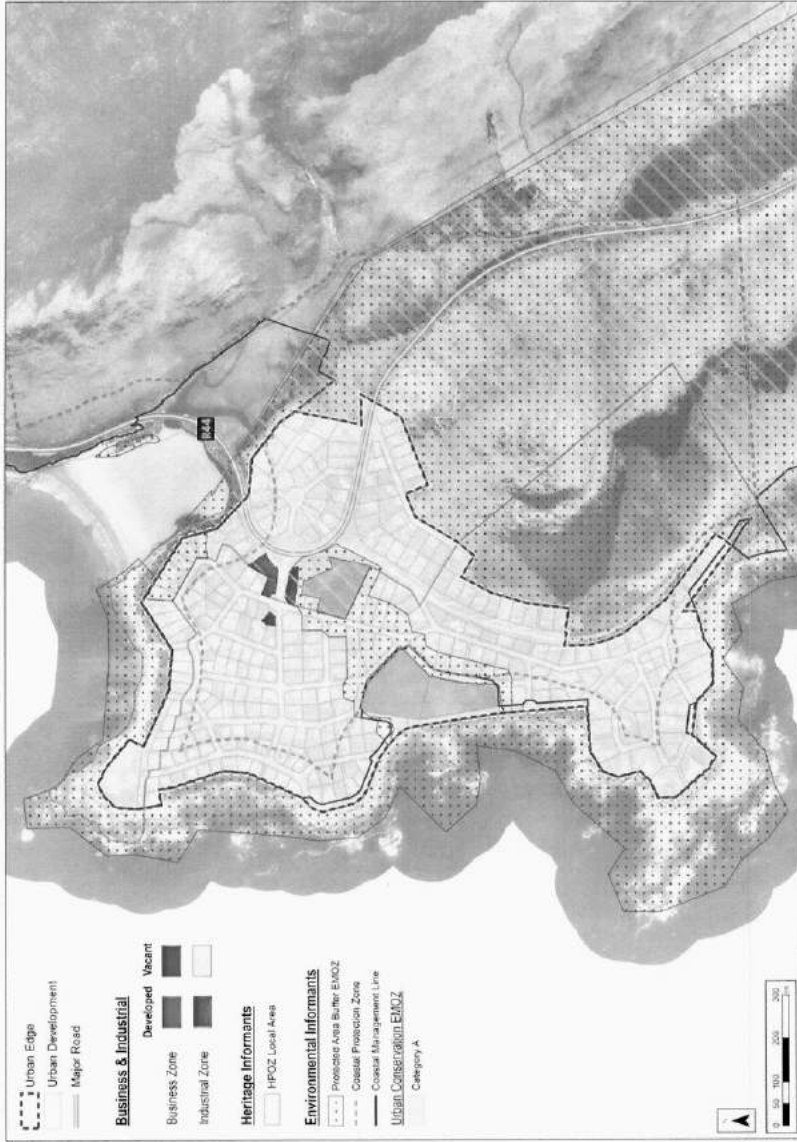 Urban Edge
Urban Development
Major Road
Business & Industrial
Developed Vacant
Business Zone
Industrial Zone
Heritage Informants
HPOZ Local Area
Environmental Informants
Protected Area Buffer EMOZ
Coastal Protection Zone
Coastal Management Line
Urban Conservation EMOZ
Category A
R44
0 50 100 200 300